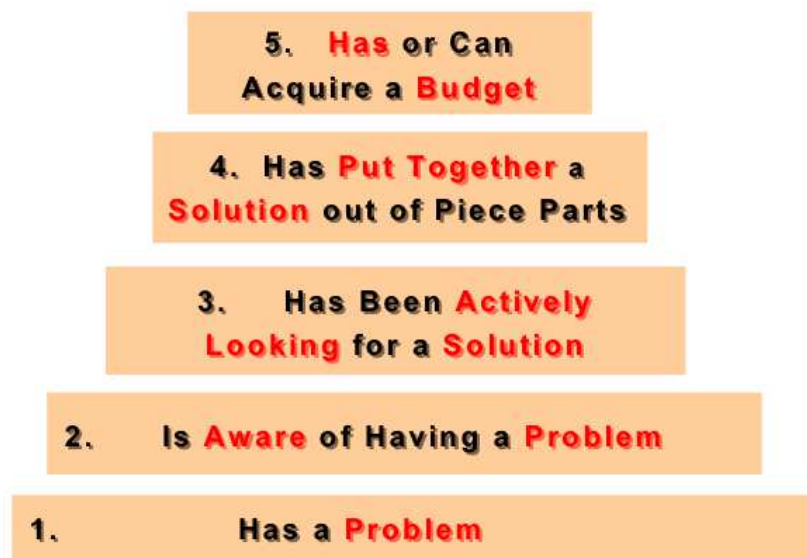 5. Has or Can
Acquire a Budget
4. Has Put Together a
Solution out of Piece Parts
3. Has Been Actively
Looking for a Solution
2. Is Aware of Having a Problem
1. Has a Problem